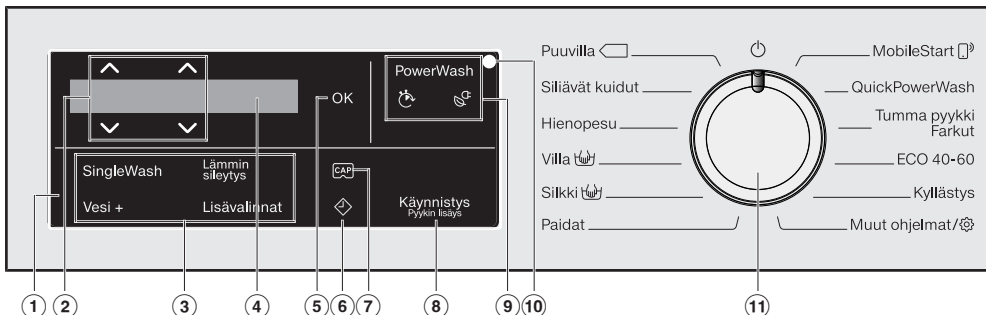 PowerWash
OK
SingleWash
Lämmin
sileytys
CAP
Vesi +
Lisävalinnat
Käynnistys
Pyykin lisäys
Puuvilla
Siliävät kuidut
Hienopesu
Villa
Silkki
Paidat
MobileStart
QuickPowerWash
Tumma pyykki
Farkut
ECO 40-60
Kyllästys
Muut ohjelmat/
1
2
3
4
5
6
7
8
9
10
11